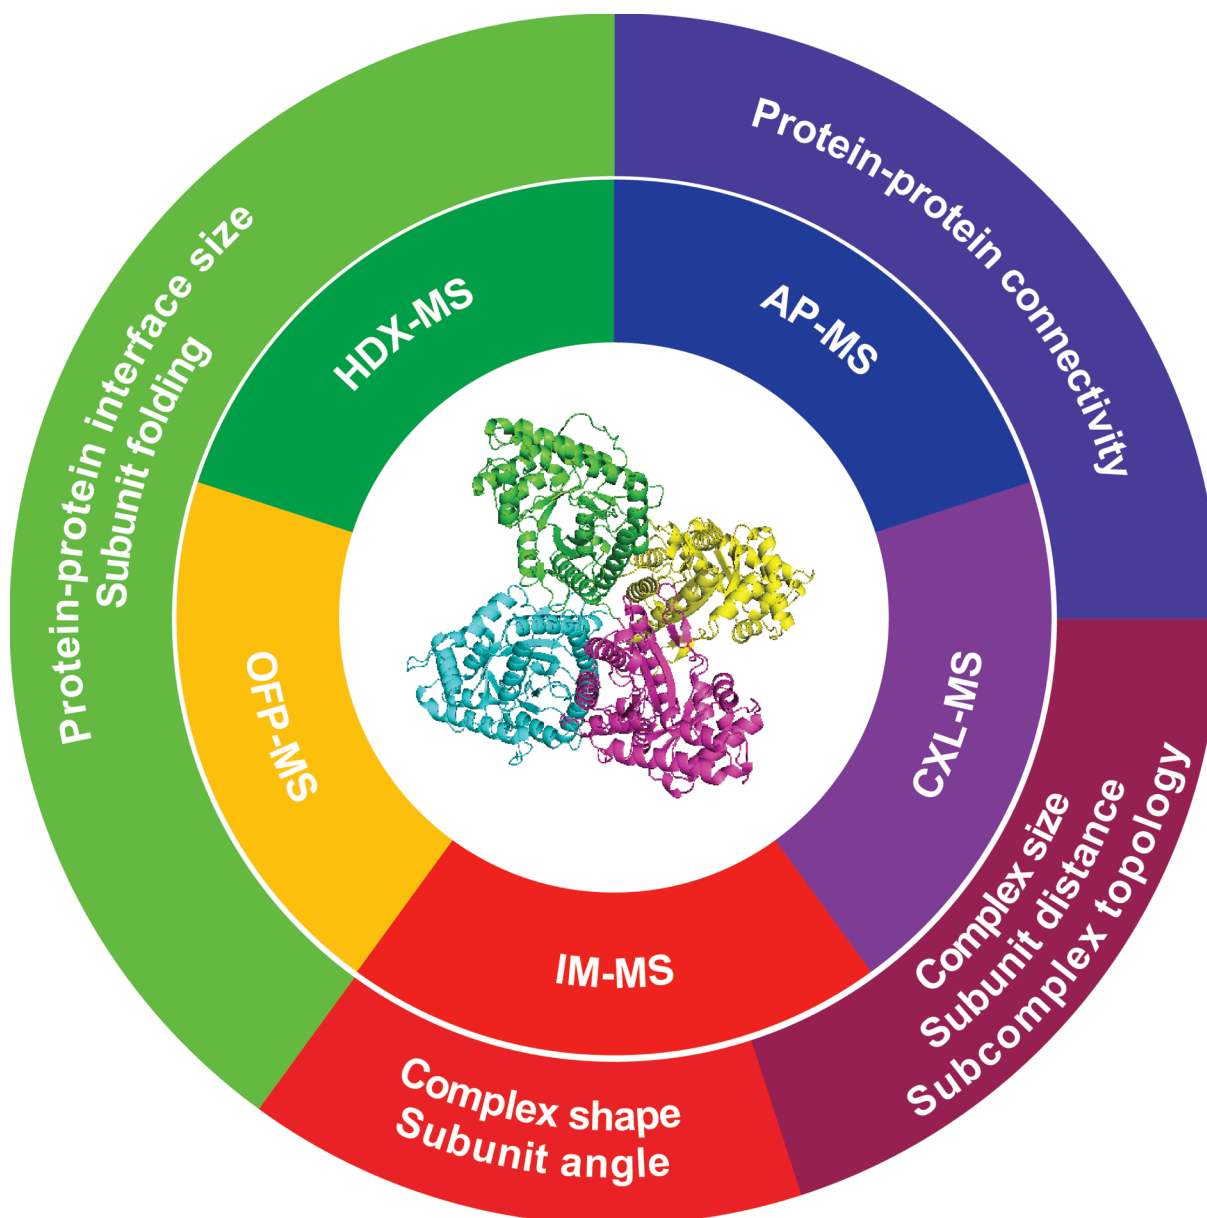 Protein-protein interface size
Subunit folding
Protein-protein connectivity
HDX-MS
AP-MS
OFP-MS
CXL-MS
IM-MS
Complex size
Subunit distance
Subcomplex topology
Complex shape
Subunit angle